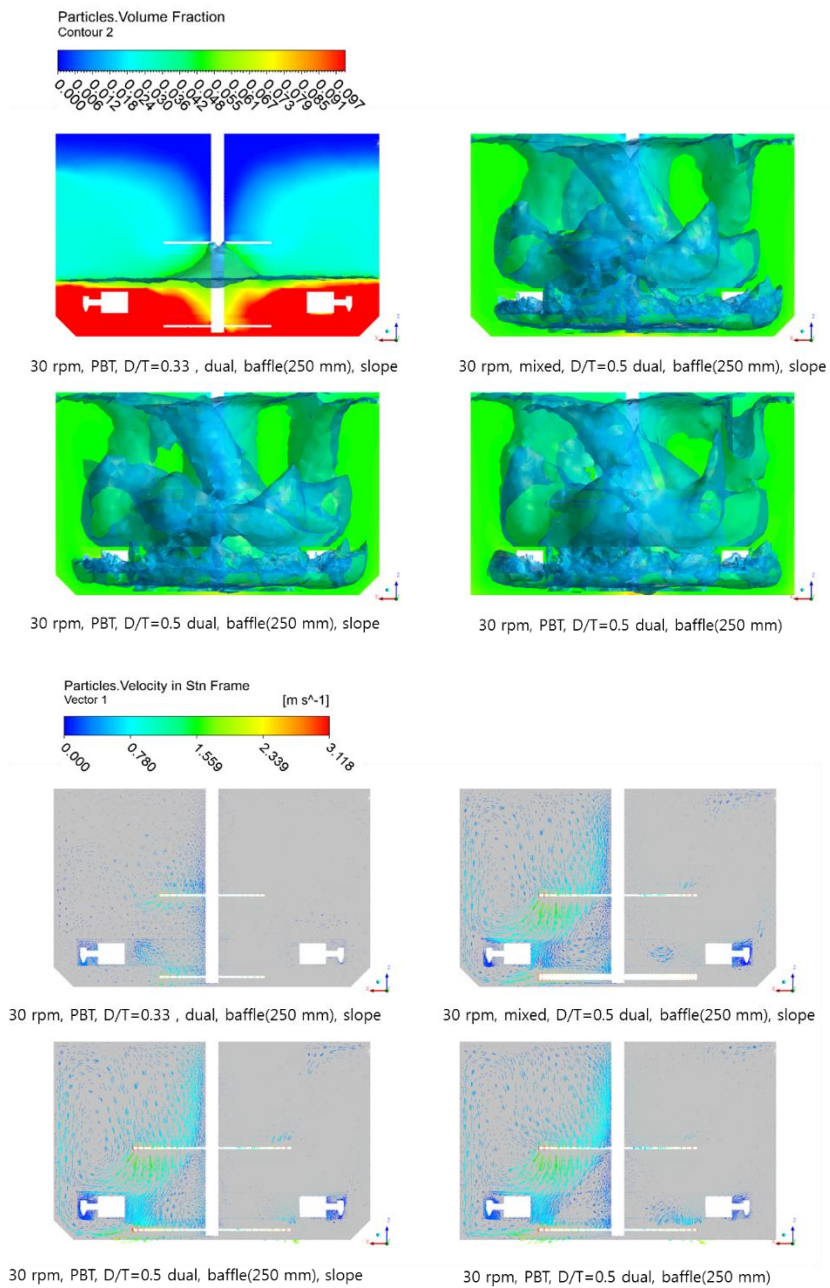 Particles.Volume Fraction
Contour 2
0.000 0.006 0.012 0.018 0.024 0.030 0.036 0.042 0.048 0.055 0.061 0.067 0.073 0.079 0.085 0.091 0.097
30 rpm, PBT, D/T=0.33 , dual, baffle(250 mm), slope
30 rpm, mixed, D/T=0.5 dual, baffle(250 mm), slope
30 rpm, PBT, D/T=0.5 dual, baffle(250 mm), slope
30 rpm, PBT, D/T=0.5 dual, baffle(250 mm)
Particles.Velocity in Stn Frame
Vector 1 [m s^-1]
0.000 0.780 1.559 2.339 3.118
30 rpm, PBT, D/T=0.33 , dual, baffle(250 mm), slope
30 rpm, mixed, D/T=0.5 dual, baffle(250 mm), slope
30 rpm, PBT, D/T=0.5 dual, baffle(250 mm), slope
30 rpm, PBT, D/T=0.5 dual, baffle(250 mm)